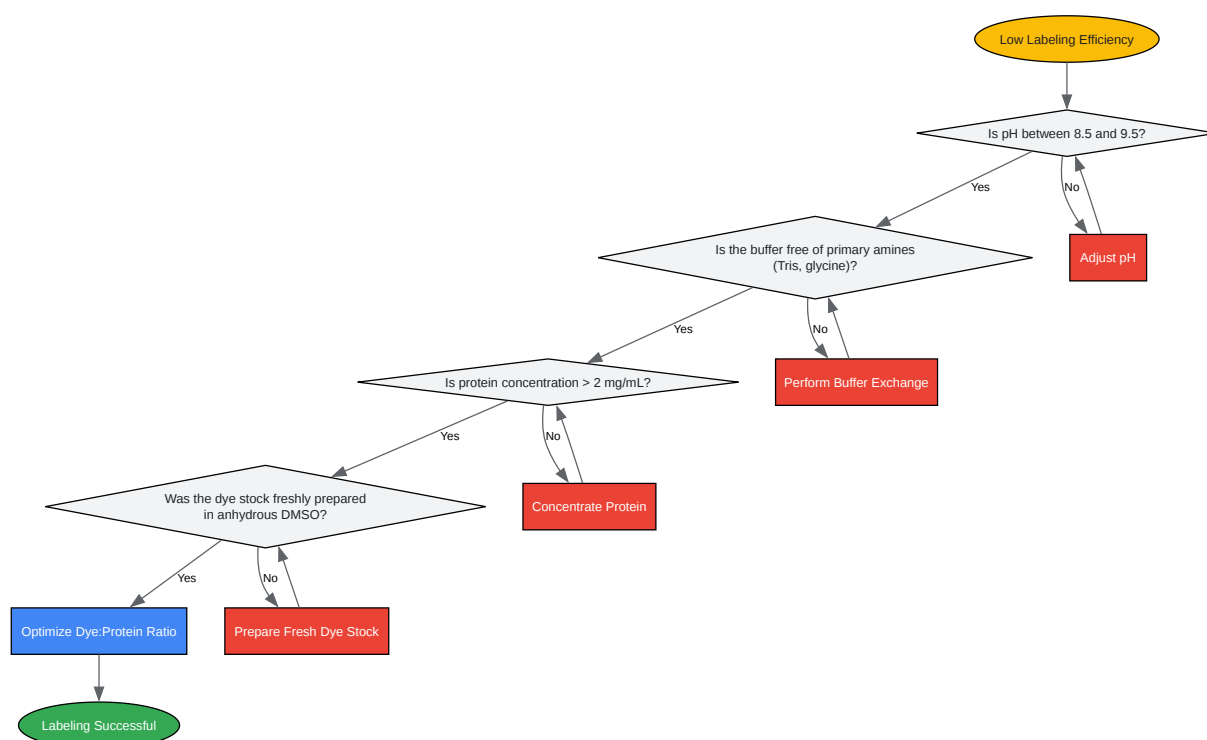 Low Labeling Efficiency
Is pH between 8.5 and 9.5?
Yes
No
Is the buffer free of primary amines
(Tris, glycine)?
Adjust pH
Yes
No
Is protein concentration > 2 mg/mL?
Perform Buffer Exchange
Yes
No
Was the dye stock freshly prepared
in anhydrous DMSO?
Concentrate Protein
Yes
No
Optimize Dye:Protein Ratio
Prepare Fresh Dye Stock
Labeling Successful